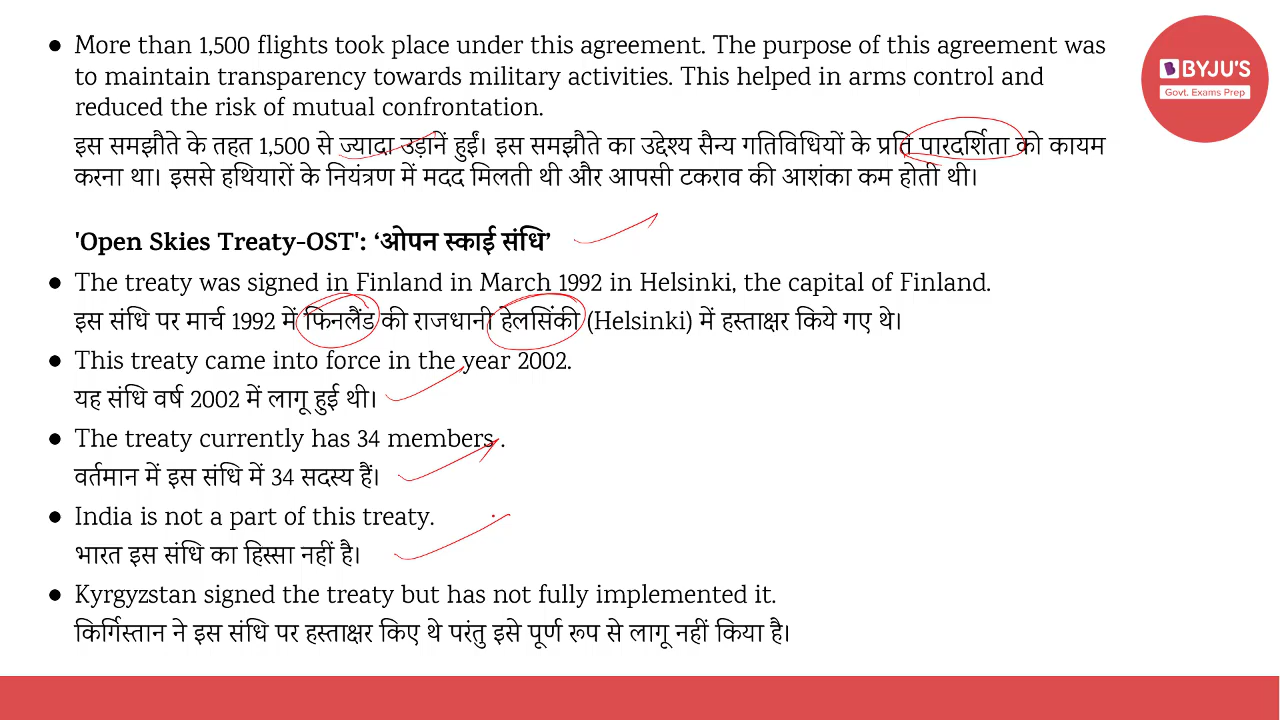 ● More than 1,500 flights took place under this agreement. The purpose of this agreement was
to maintain transparency towards military activities. This helped in arms control and
reduced the risk of mutual confrontation.
इस समझौते के तहत 1,500 से ज्यादा उड़ानें हुईं। इस समझौते का उद्देश्य सैन्य गतिविधियों के प्रति पारदर्शिता को कायम
करना था। इससे हथियारों के नियंत्रण में मदद मिलती थी और आपसी टकराव की आशंका कम होती थी।
'Open Skies Treaty-OST': ‘ओपन स्काई संधि’
● The treaty was signed in Finland in March 1992 in Helsinki, the capital of Finland.
इस संधि पर मार्च 1992 में फिनलैंड की राजधानी हेलसिंकी (Helsinki) में हस्ताक्षर किये गए थे।
● This treaty came into force in the year 2002.
यह संधि वर्ष 2002 में लागू हुई थी।
● The treaty currently has 34 members .
वर्तमान में इस संधि में 34 सदस्य हैं।
● India is not a part of this treaty.
भारत इस संधि का हिस्सा नहीं है।
● Kyrgyzstan signed the treaty but has not fully implemented it.
किर्गिस्तान ने इस संधि पर हस्ताक्षर किए थे परंतु इसे पूर्ण रूप से लागू नहीं किया है।
BYJU'S
Govt. Exams Prep